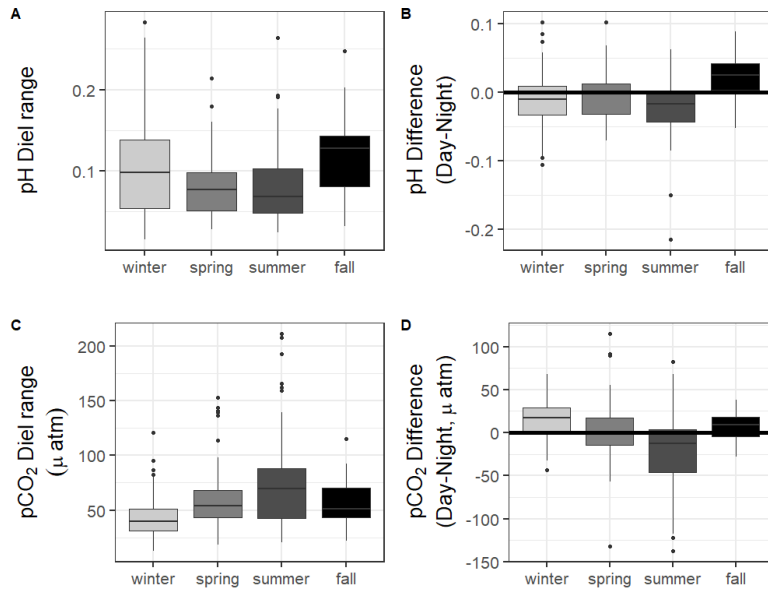 A
pH Diel range
0.2
0.1
winter spring summer fall
B
pH Difference
(Day-Night)
0.1
0.0
-0.1
-0.2
winter spring summer fall
C
pCO₂ Diel range
(μ atm)
200
150
100
50
winter spring summer fall
D
pCO₂ Difference
(Day-Night, μ atm)
100
50
0
-50
-100
-150
winter spring summer fall